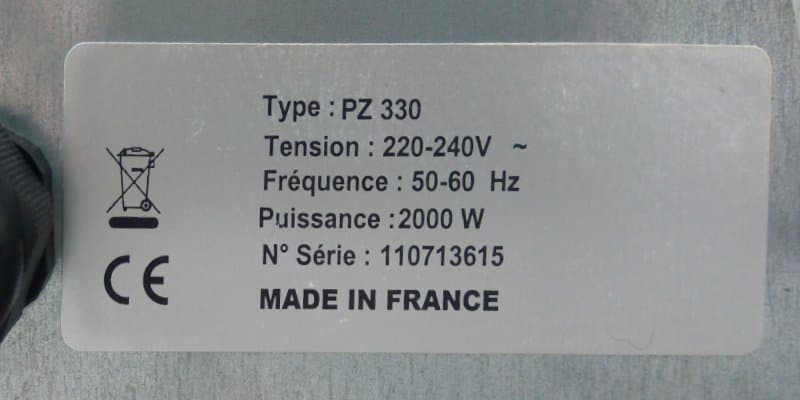 Type : PZ 330
Tension : 220-240V ~
Fréquence : 50-60 Hz
Puissance : 2000 W
N° Série : 110713615
CE
MADE IN FRANCE